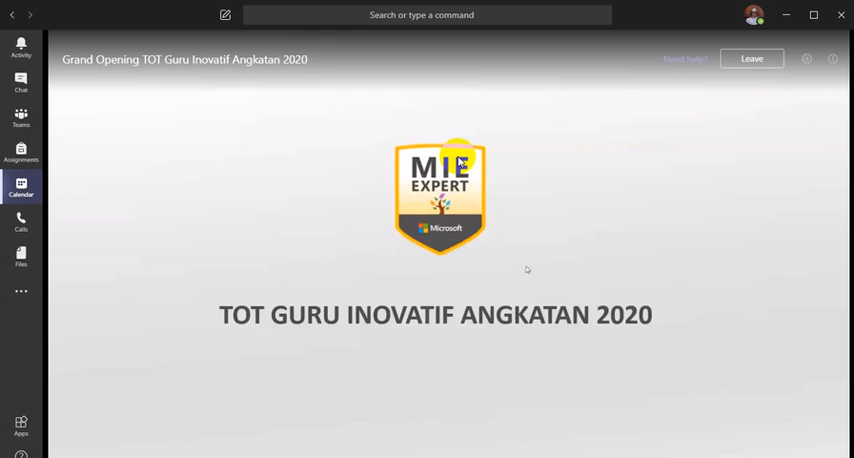 Search or type a command
Activity
Chat
Teams
Assignments
Calendar
Calls
Files
Apps
Grand Opening TOT Guru Inovatif Angkatan 2020
Need help?
Leave
MIE
EXPERT
Microsoft
TOT GURU INOVATIF ANGKATAN 2020